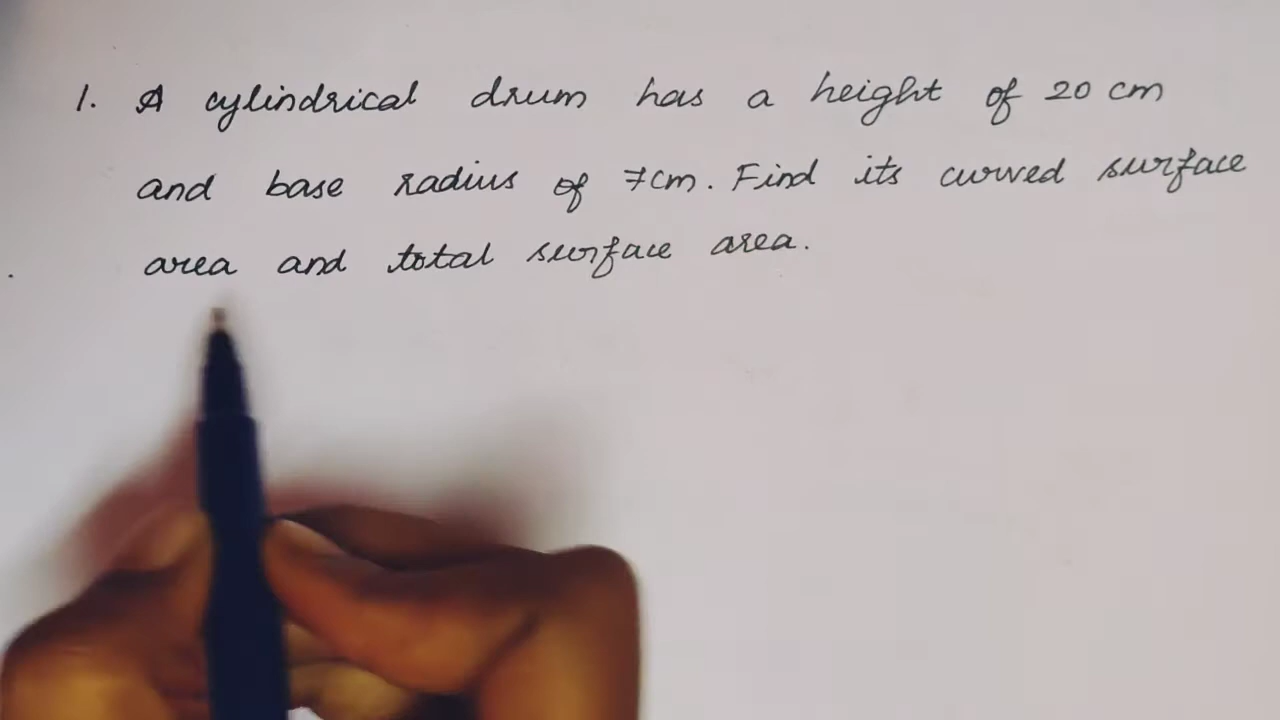 1. A cylindrical drum has a height of 20 cm
and base radius of 7cm. Find its curved surface
area and total surface area.